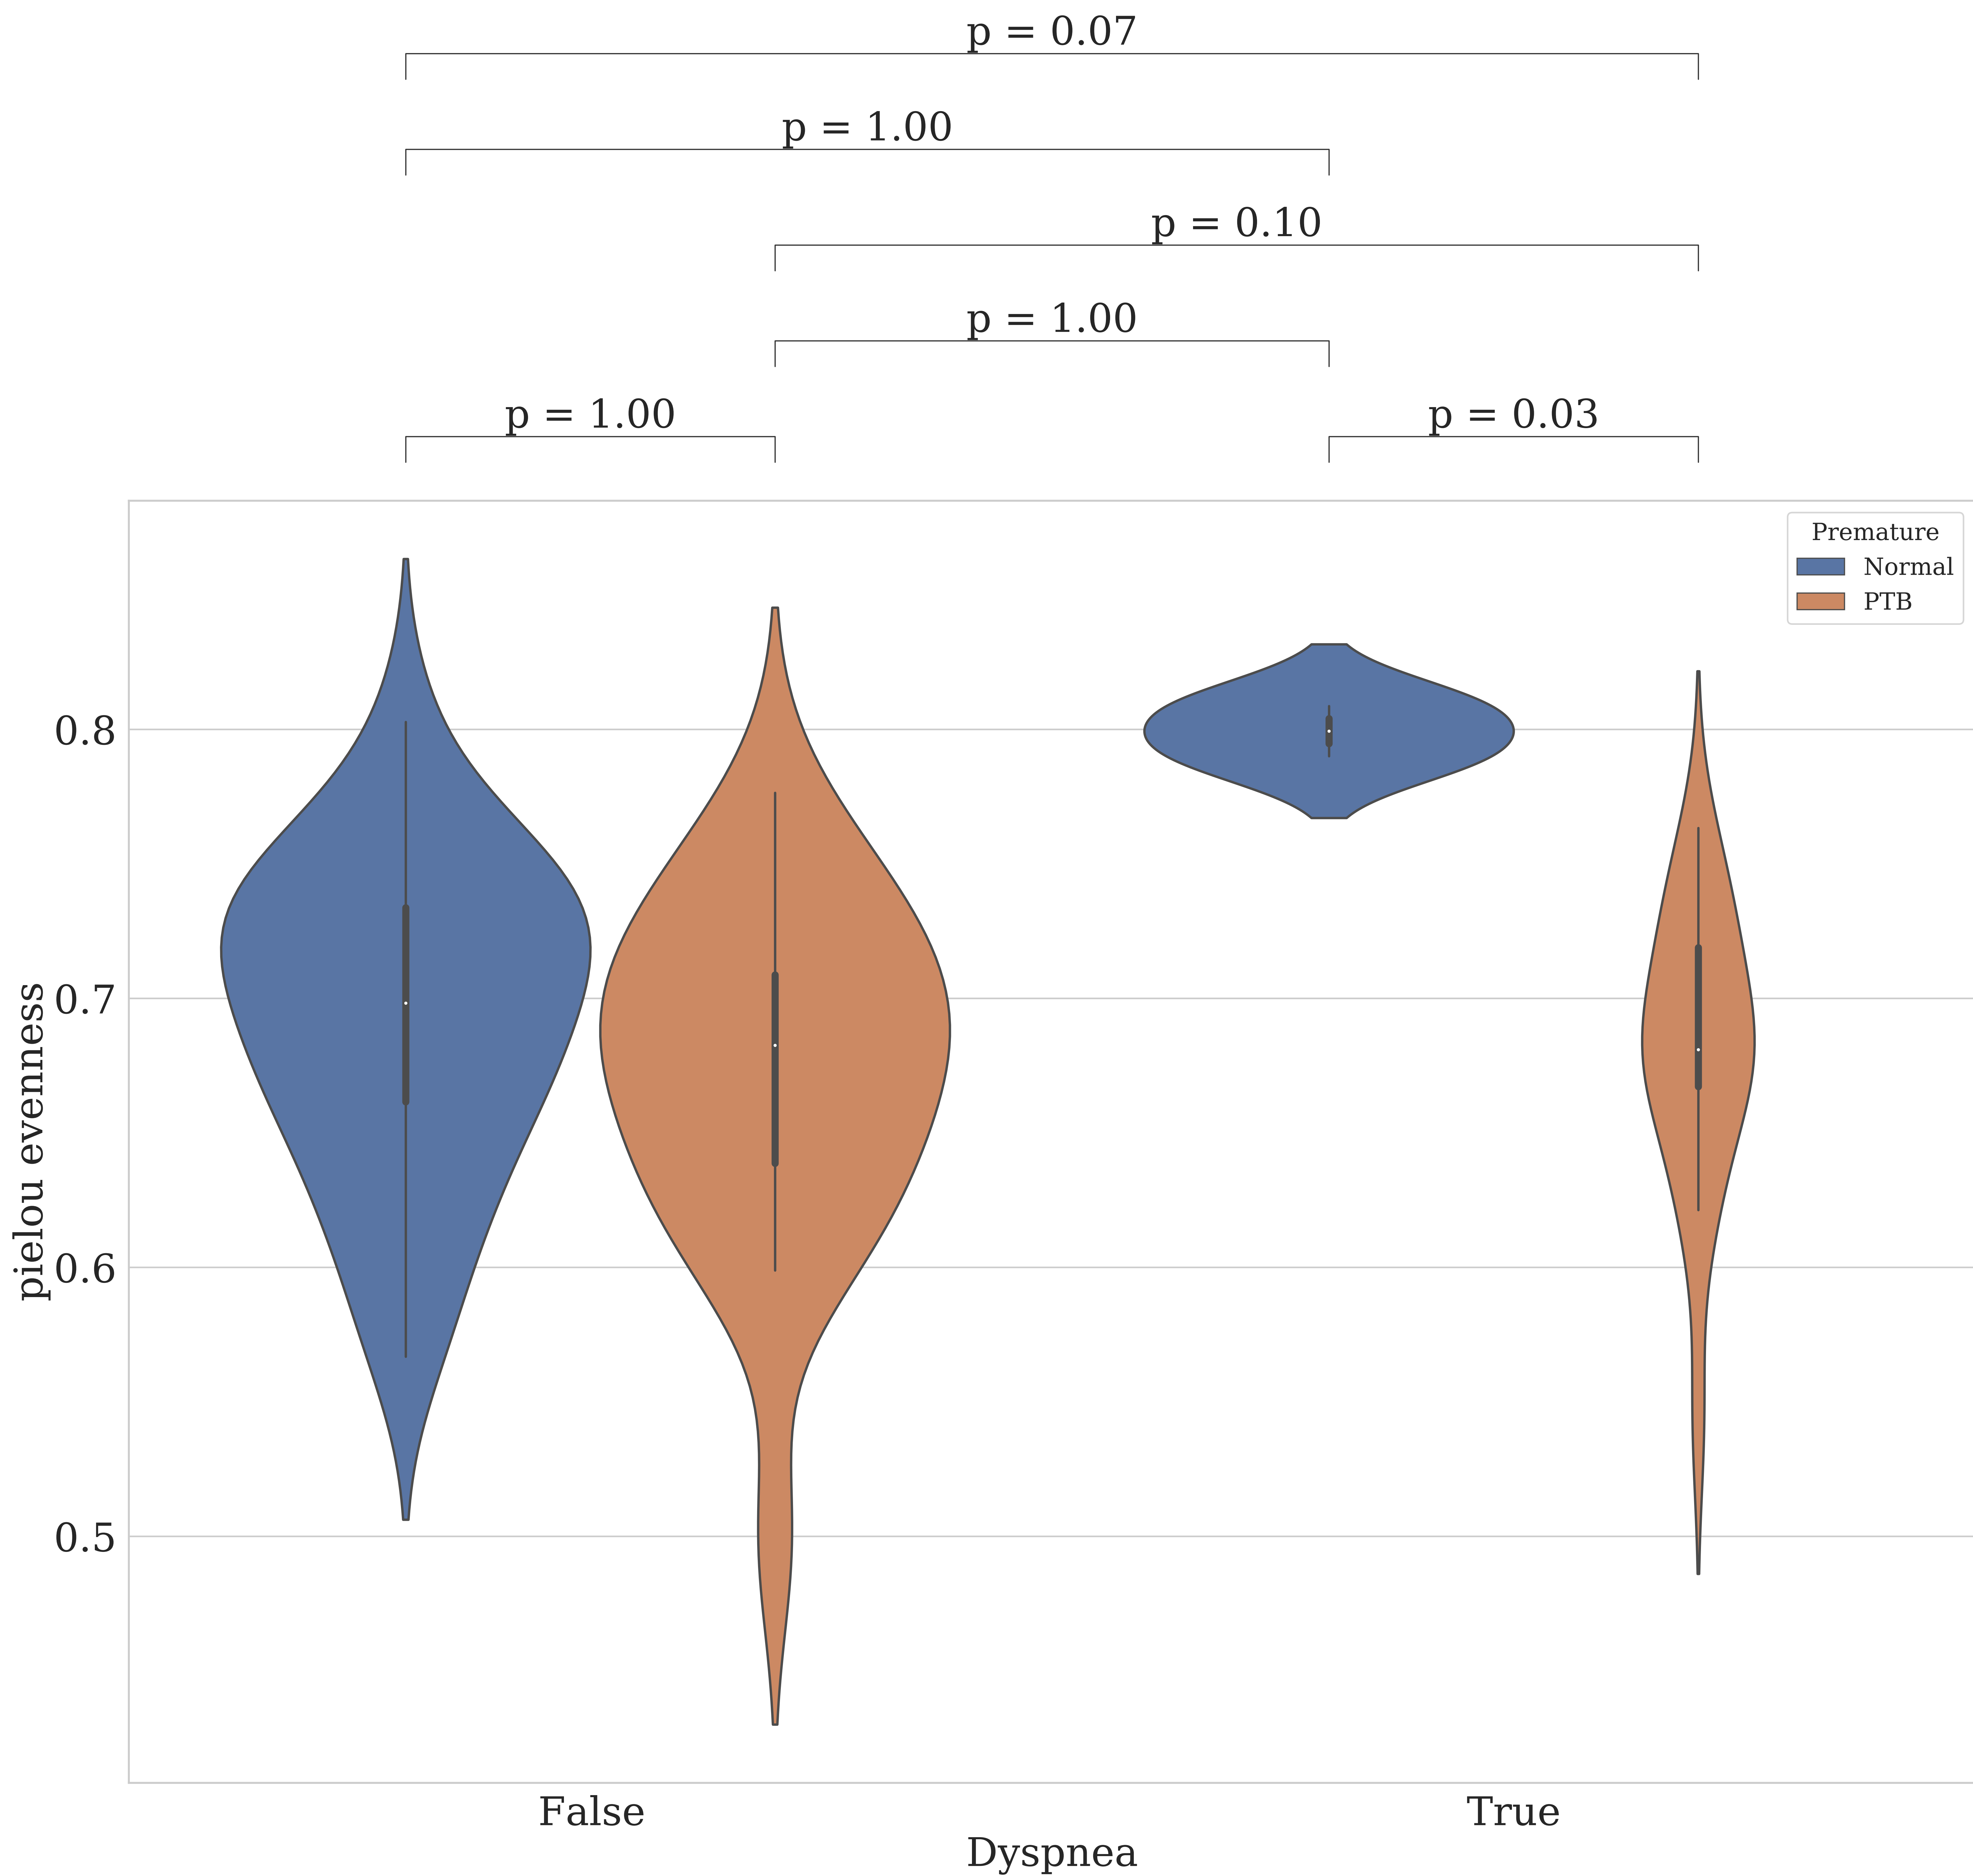 p = 0.07
p = 1.00
p = 0.10
p = 1.00
p = 1.00
p = 0.03
Premature
Normal
PTB
0.8
0.7
0.6
0.5
pielou evenness
False
True
Dyspnea